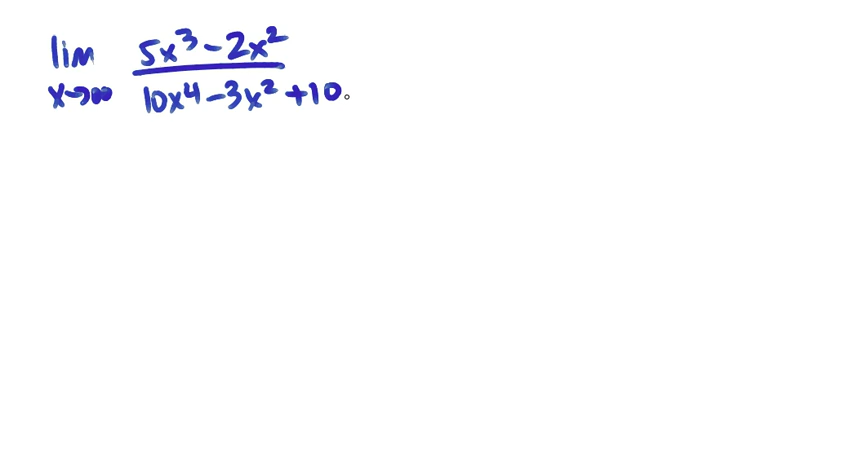 lim 5x³ - 2x²
x→∞ 10x⁴ - 3x² + 10